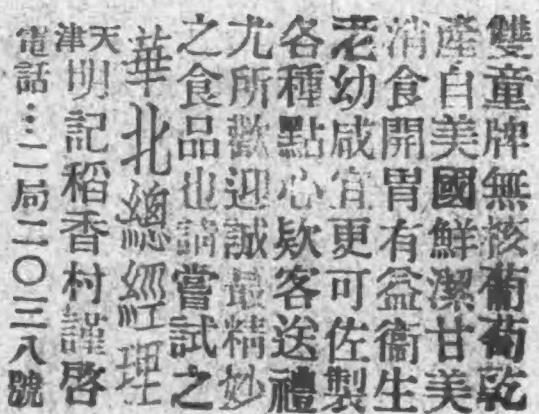 雙童牌無核葡萄乾
產自美國鮮潔甘美
消食開胃有益衞生
老幼咸宜更可佐製
各種點心欵客送禮
尤所歡迎誠最精妙
之食品也請嘗試之
華北總經理
天津明記稻香村謹啓
電話…二局二〇三八號